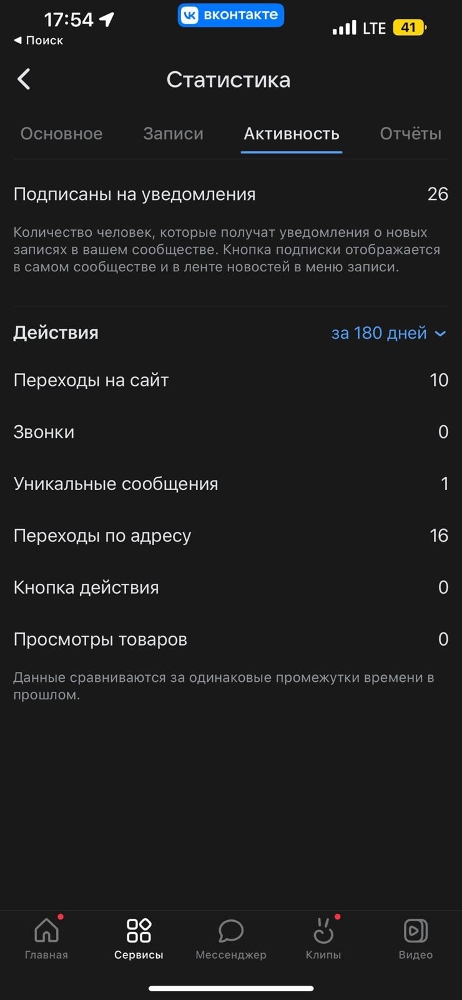 17:54
вконтакте
LTE
41
Поиск
Статистика
Основное
Записи
Активность
Отчёты
Подписаны на уведомления 26
Количество человек, которые получат уведомления о новых
записях в вашем сообществе. Кнопка подписки отображается
в самом сообществе и в ленте новостей в меню записи.
Действия за 180 дней
Переходы на сайт 10
Звонки 0
Уникальные сообщения 1
Переходы по адресу 16
Кнопка действия 0
Просмотры товаров 0
Данные сравниваются за одинаковые промежутки времени в
прошлом.
Главная
Сервисы
Мессенджер
Клипы
Видео